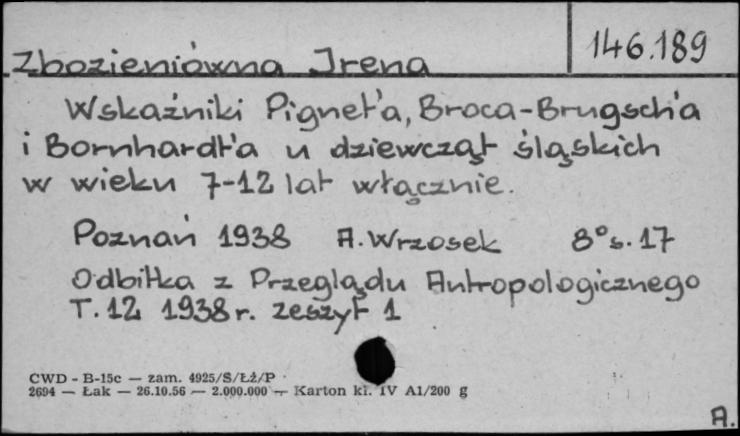 146.189
Zbozieniówna Irena
Wskaźniki Pignet'a, Broca-Brugsch'a
i Bornhardt'a u dziewcząt śląskich
w wieku 7-12 lat włącznie.
Poznań 1938 A. Wrzosek 8° s. 17
Odbitka z Przeglądu Antropologicznego
T. 12 1938 r. zeszyt 1
CWD - B-15c — zam. 4925/S/Łż/P
2694 — Łak — 26.10.56 — 2.000.000 — Karton kl. IV A1/200 g
A.